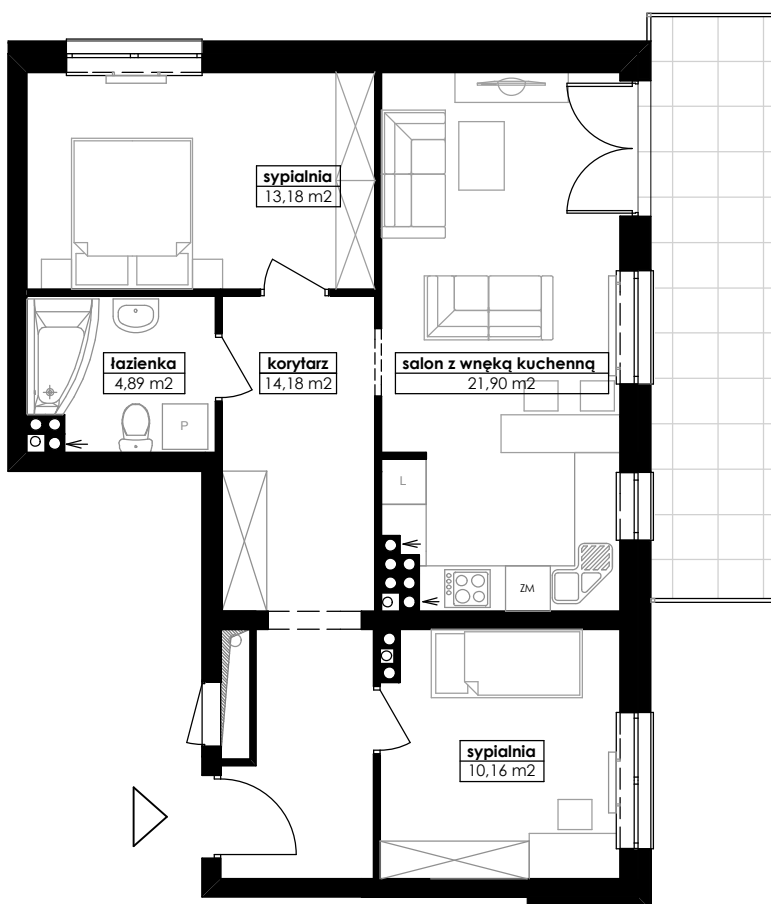 sypialnia
13,18 m2
łazienka
4,89 m2
korytarz
14,18 m2
salon z wnęką kuchenną
21,90 m2
P
L
ZM
sypialnia
10,16 m2